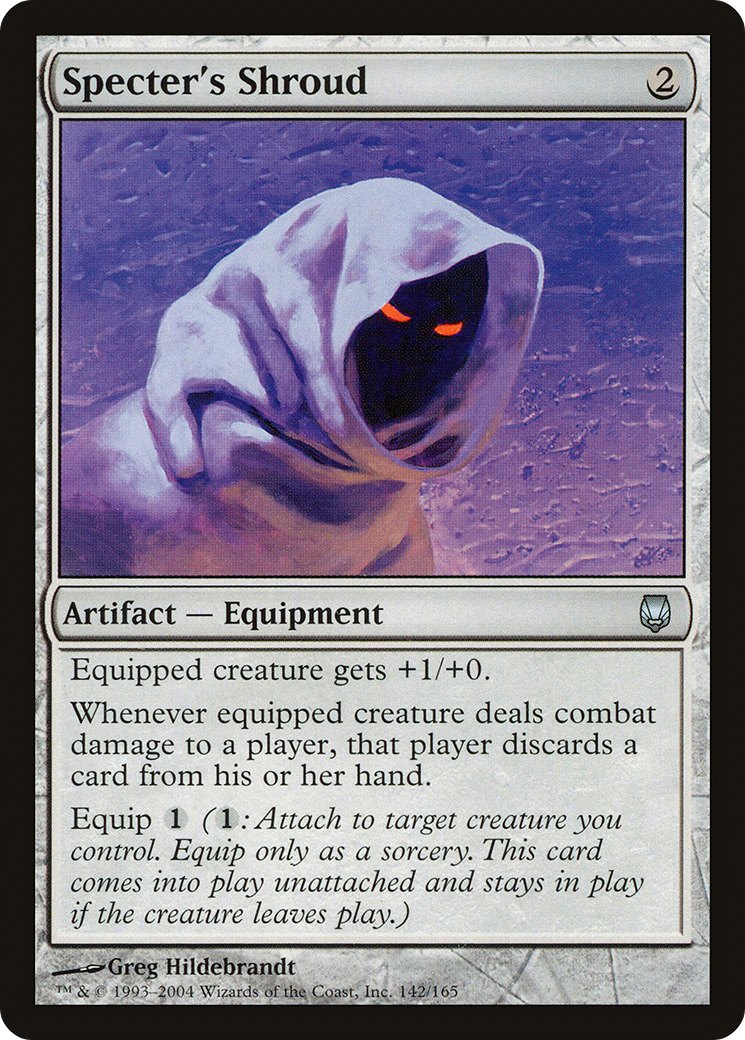 Specter's Shroud 2
Artifact — Equipment
Equipped creature gets +1/+0.
Whenever equipped creature deals combat
damage to a player, that player discards a
card from his or her hand.
Equip 1 (1: Attach to target creature you
control. Equip only as a sorcery. This card
comes into play unattached and stays in play
if the creature leaves play.)
Greg Hildebrandt
™ & © 1993–2004 Wizards of the Coast, Inc. 142/165